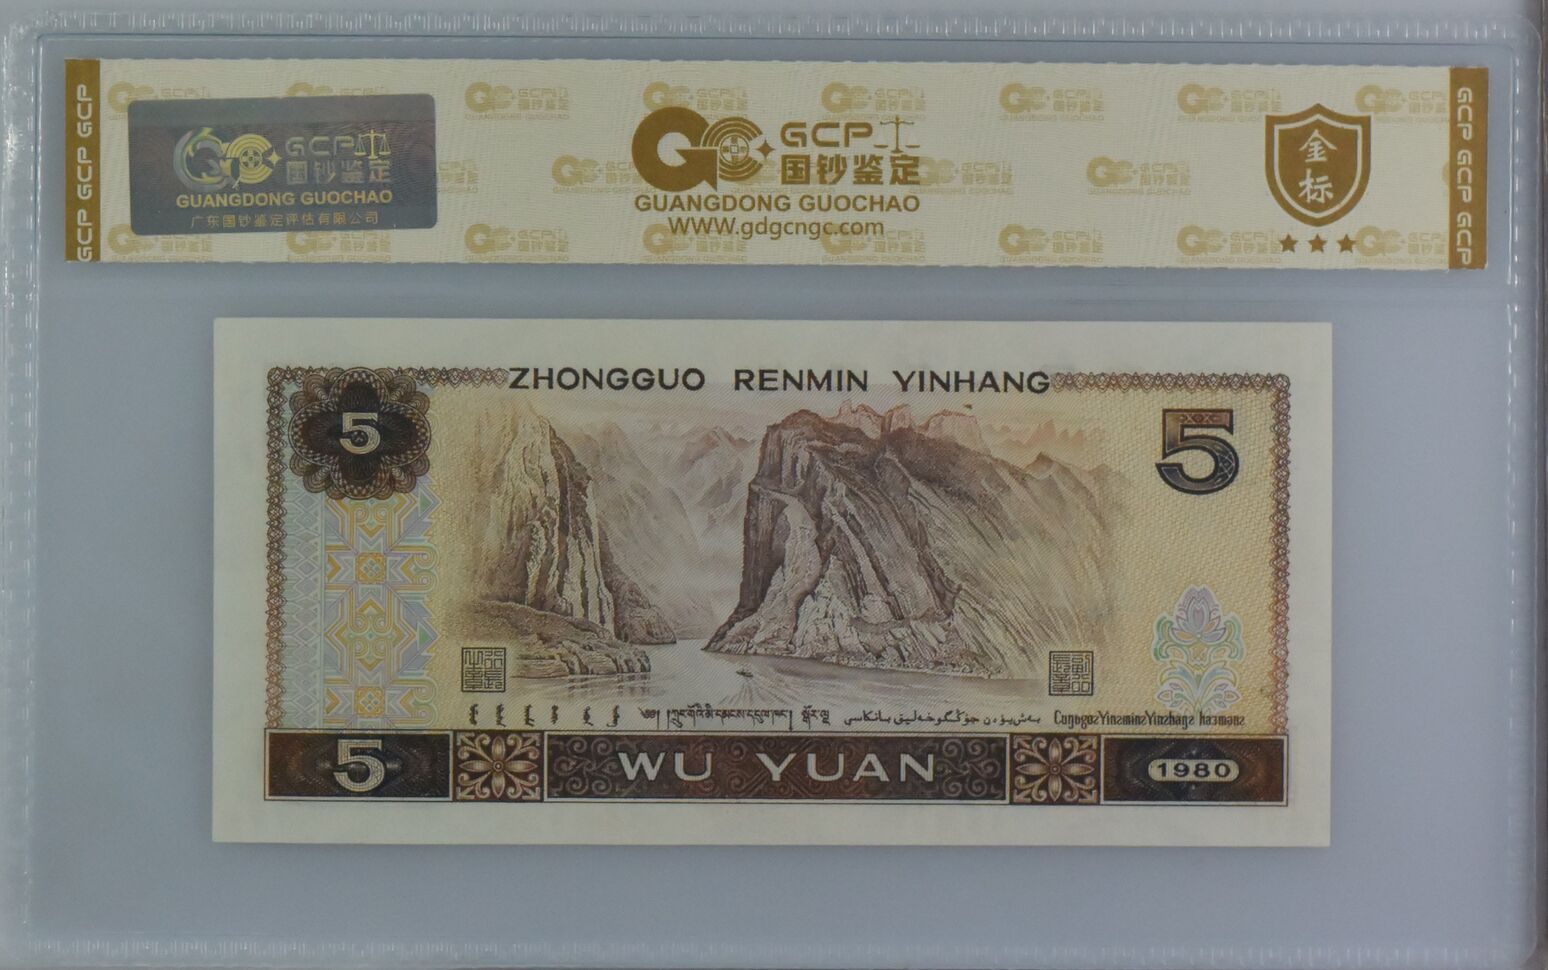 GCP GCP GCP
GCP
国钞鉴定
GUANGDONG GUOCHAO
广东国钞鉴定评估有限公司
GCP
国钞鉴定
GUANGDONG GUOCHAO
WWW.gdgcngc.com
金
标
GCP GCP GCP
ZHONGGUO RENMIN YINHANG
5
5
5 WU YUAN 1980